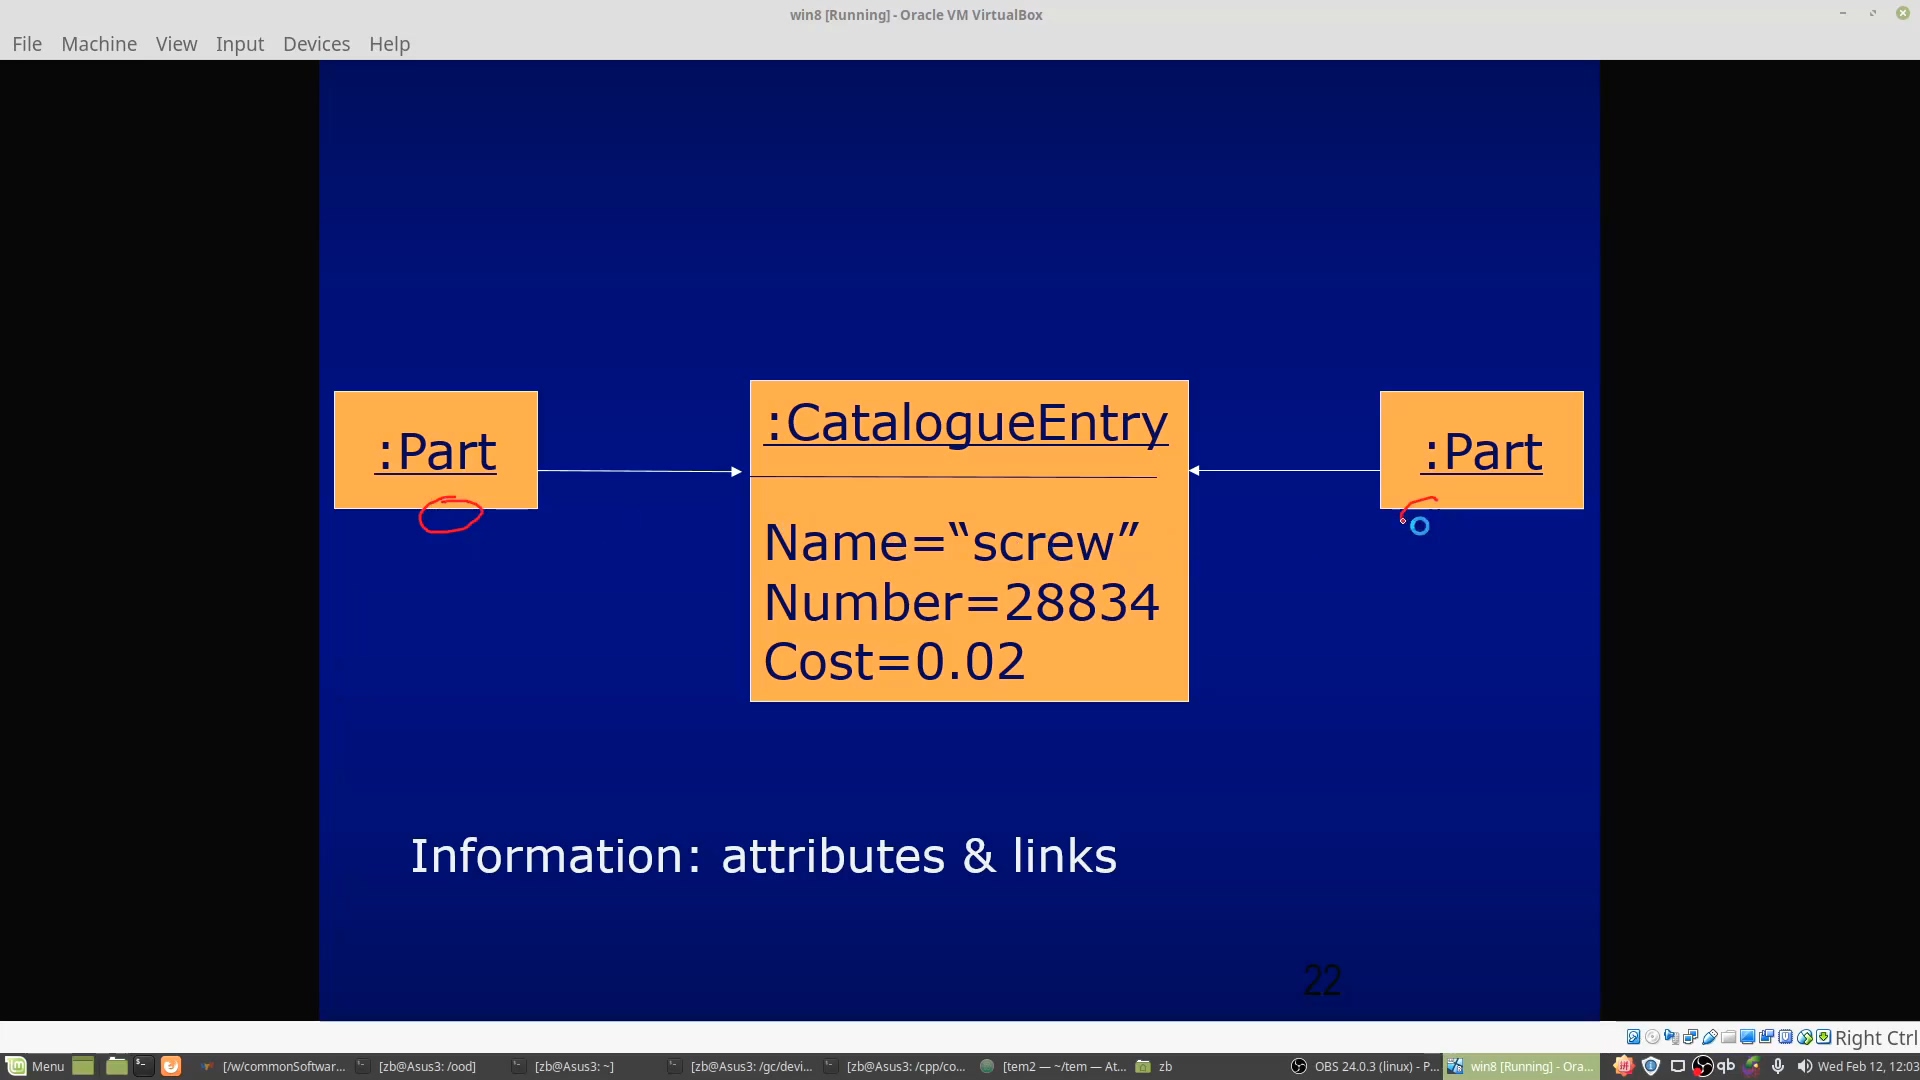 win8 [Running] - Oracle VM VirtualBox
File Machine View Input Devices Help
:Part
:CatalogueEntry
Name=“screw”
Number=28834
Cost=0.02
:Part
Information: attributes & links
22
Right Ctrl
Menu
[/w/commonSoftwar...
[zb@Asus3: /ood]
[zb@Asus3: ~]
[zb@Asus3: /gc/devi...
[zb@Asus3: /cpp/co...
[tem2 — ~/tem — At...
zb
OBS 24.0.3 (linux) - P...
win8 [Running] - Ora...
qb
Wed Feb 12, 12:03